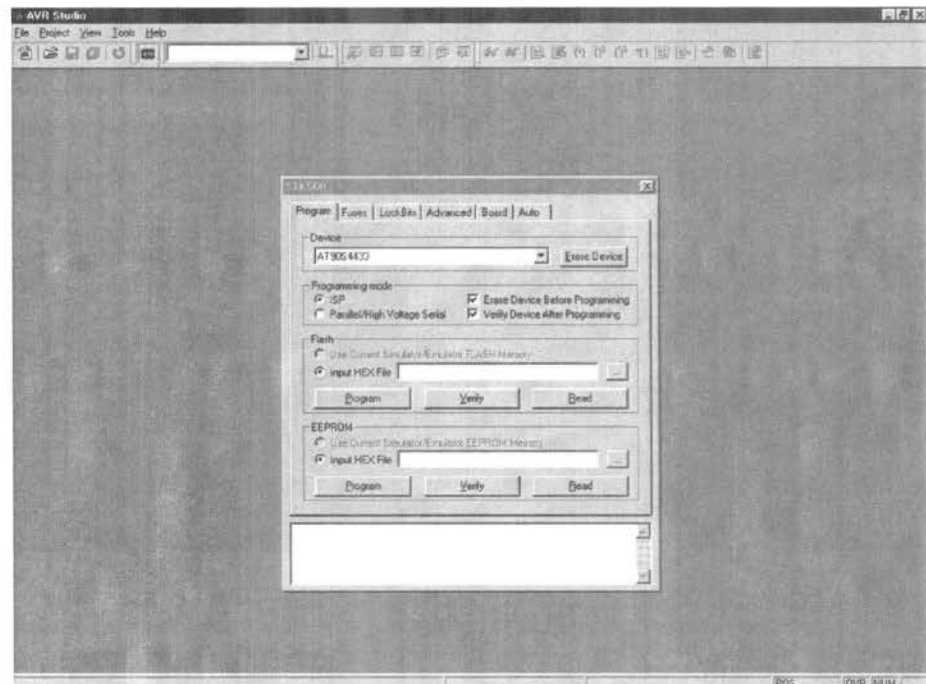 AVR Studio
File Project View Tools Help
STK500
Program Fuses LockBits Advanced Board Auto
Device
AT90S4433
Erase Device
Programming mode
ISP
Erase Device Before Programming
Parallel/High Voltage Serial
Verify Device After Programming
Flash
Use Current Simulator/Emulator FLASH Memory
Input HEX File
...
Program Verify Read
EEPROM
Use Current Simulator/Emulator EEPROM Memory
Input HEX File
...
Program Verify Read
POS OVR NUM